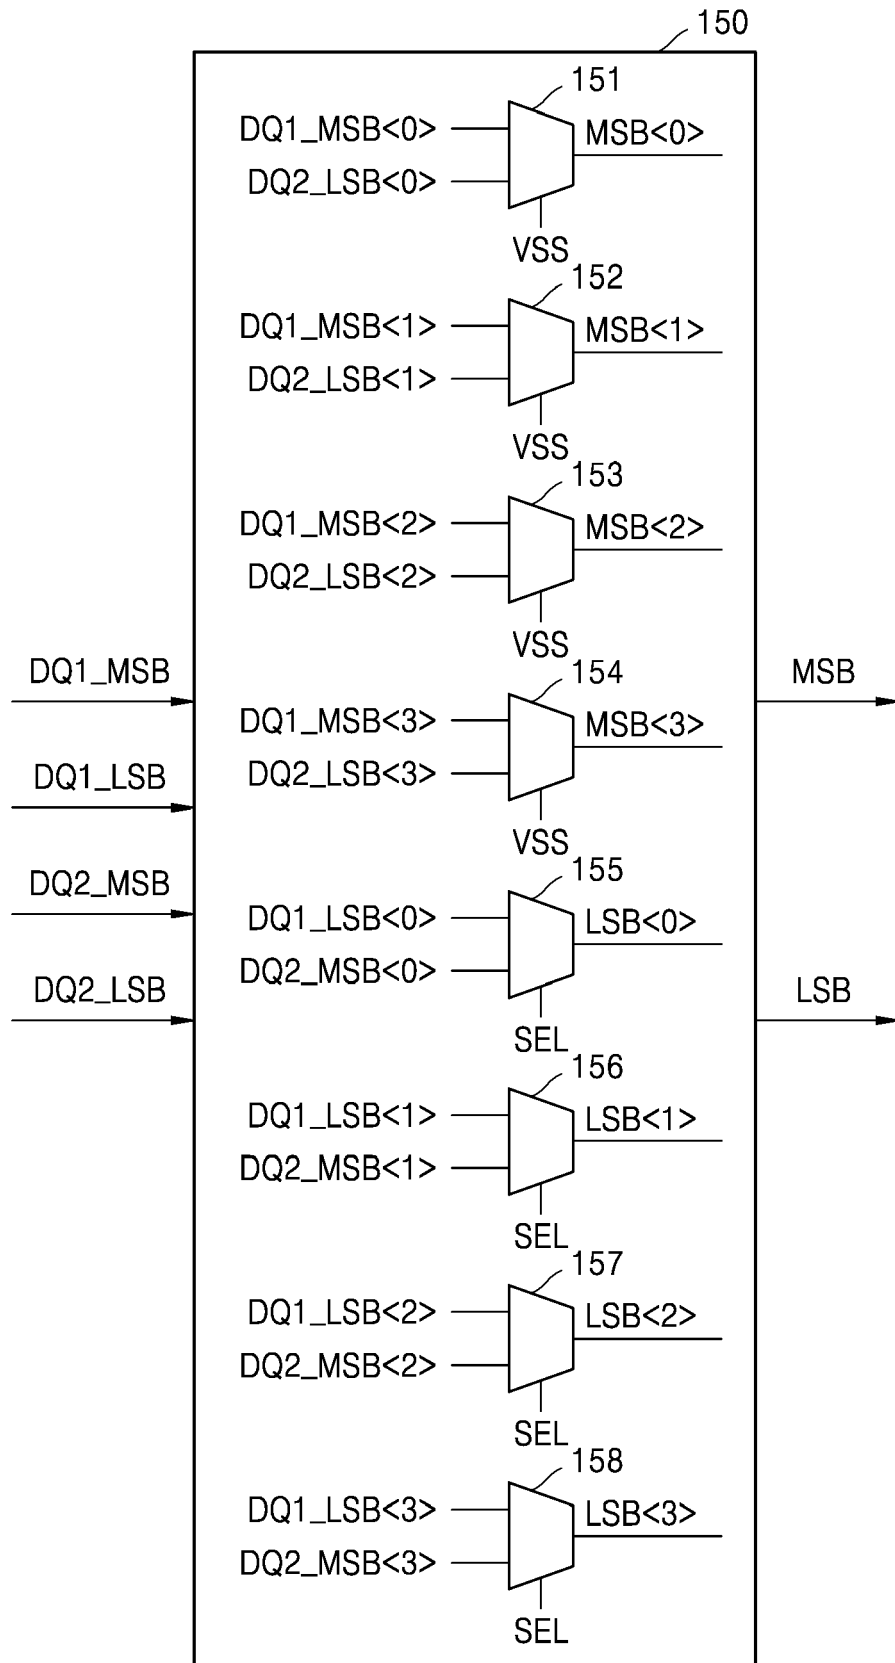 150
151
DQ1_MSB<0>
MSB<0>
DQ2_LSB<0>
VSS
152
DQ1_MSB<1>
MSB<1>
DQ2_LSB<1>
VSS
153
DQ1_MSB<2>
MSB<2>
DQ2_LSB<2>
VSS
DQ1_MSB
MSB
154
DQ1_MSB<3>
MSB<3>
DQ1_LSB
DQ2_LSB<3>
VSS
155
DQ2_MSB
DQ1_LSB<0>
LSB<0>
DQ2_MSB<0>
DQ2_LSB
LSB
SEL
156
DQ1_LSB<1>
LSB<1>
DQ2_MSB<1>
SEL
157
DQ1_LSB<2>
LSB<2>
DQ2_MSB<2>
SEL
158
DQ1_LSB<3>
LSB<3>
DQ2_MSB<3>
SEL